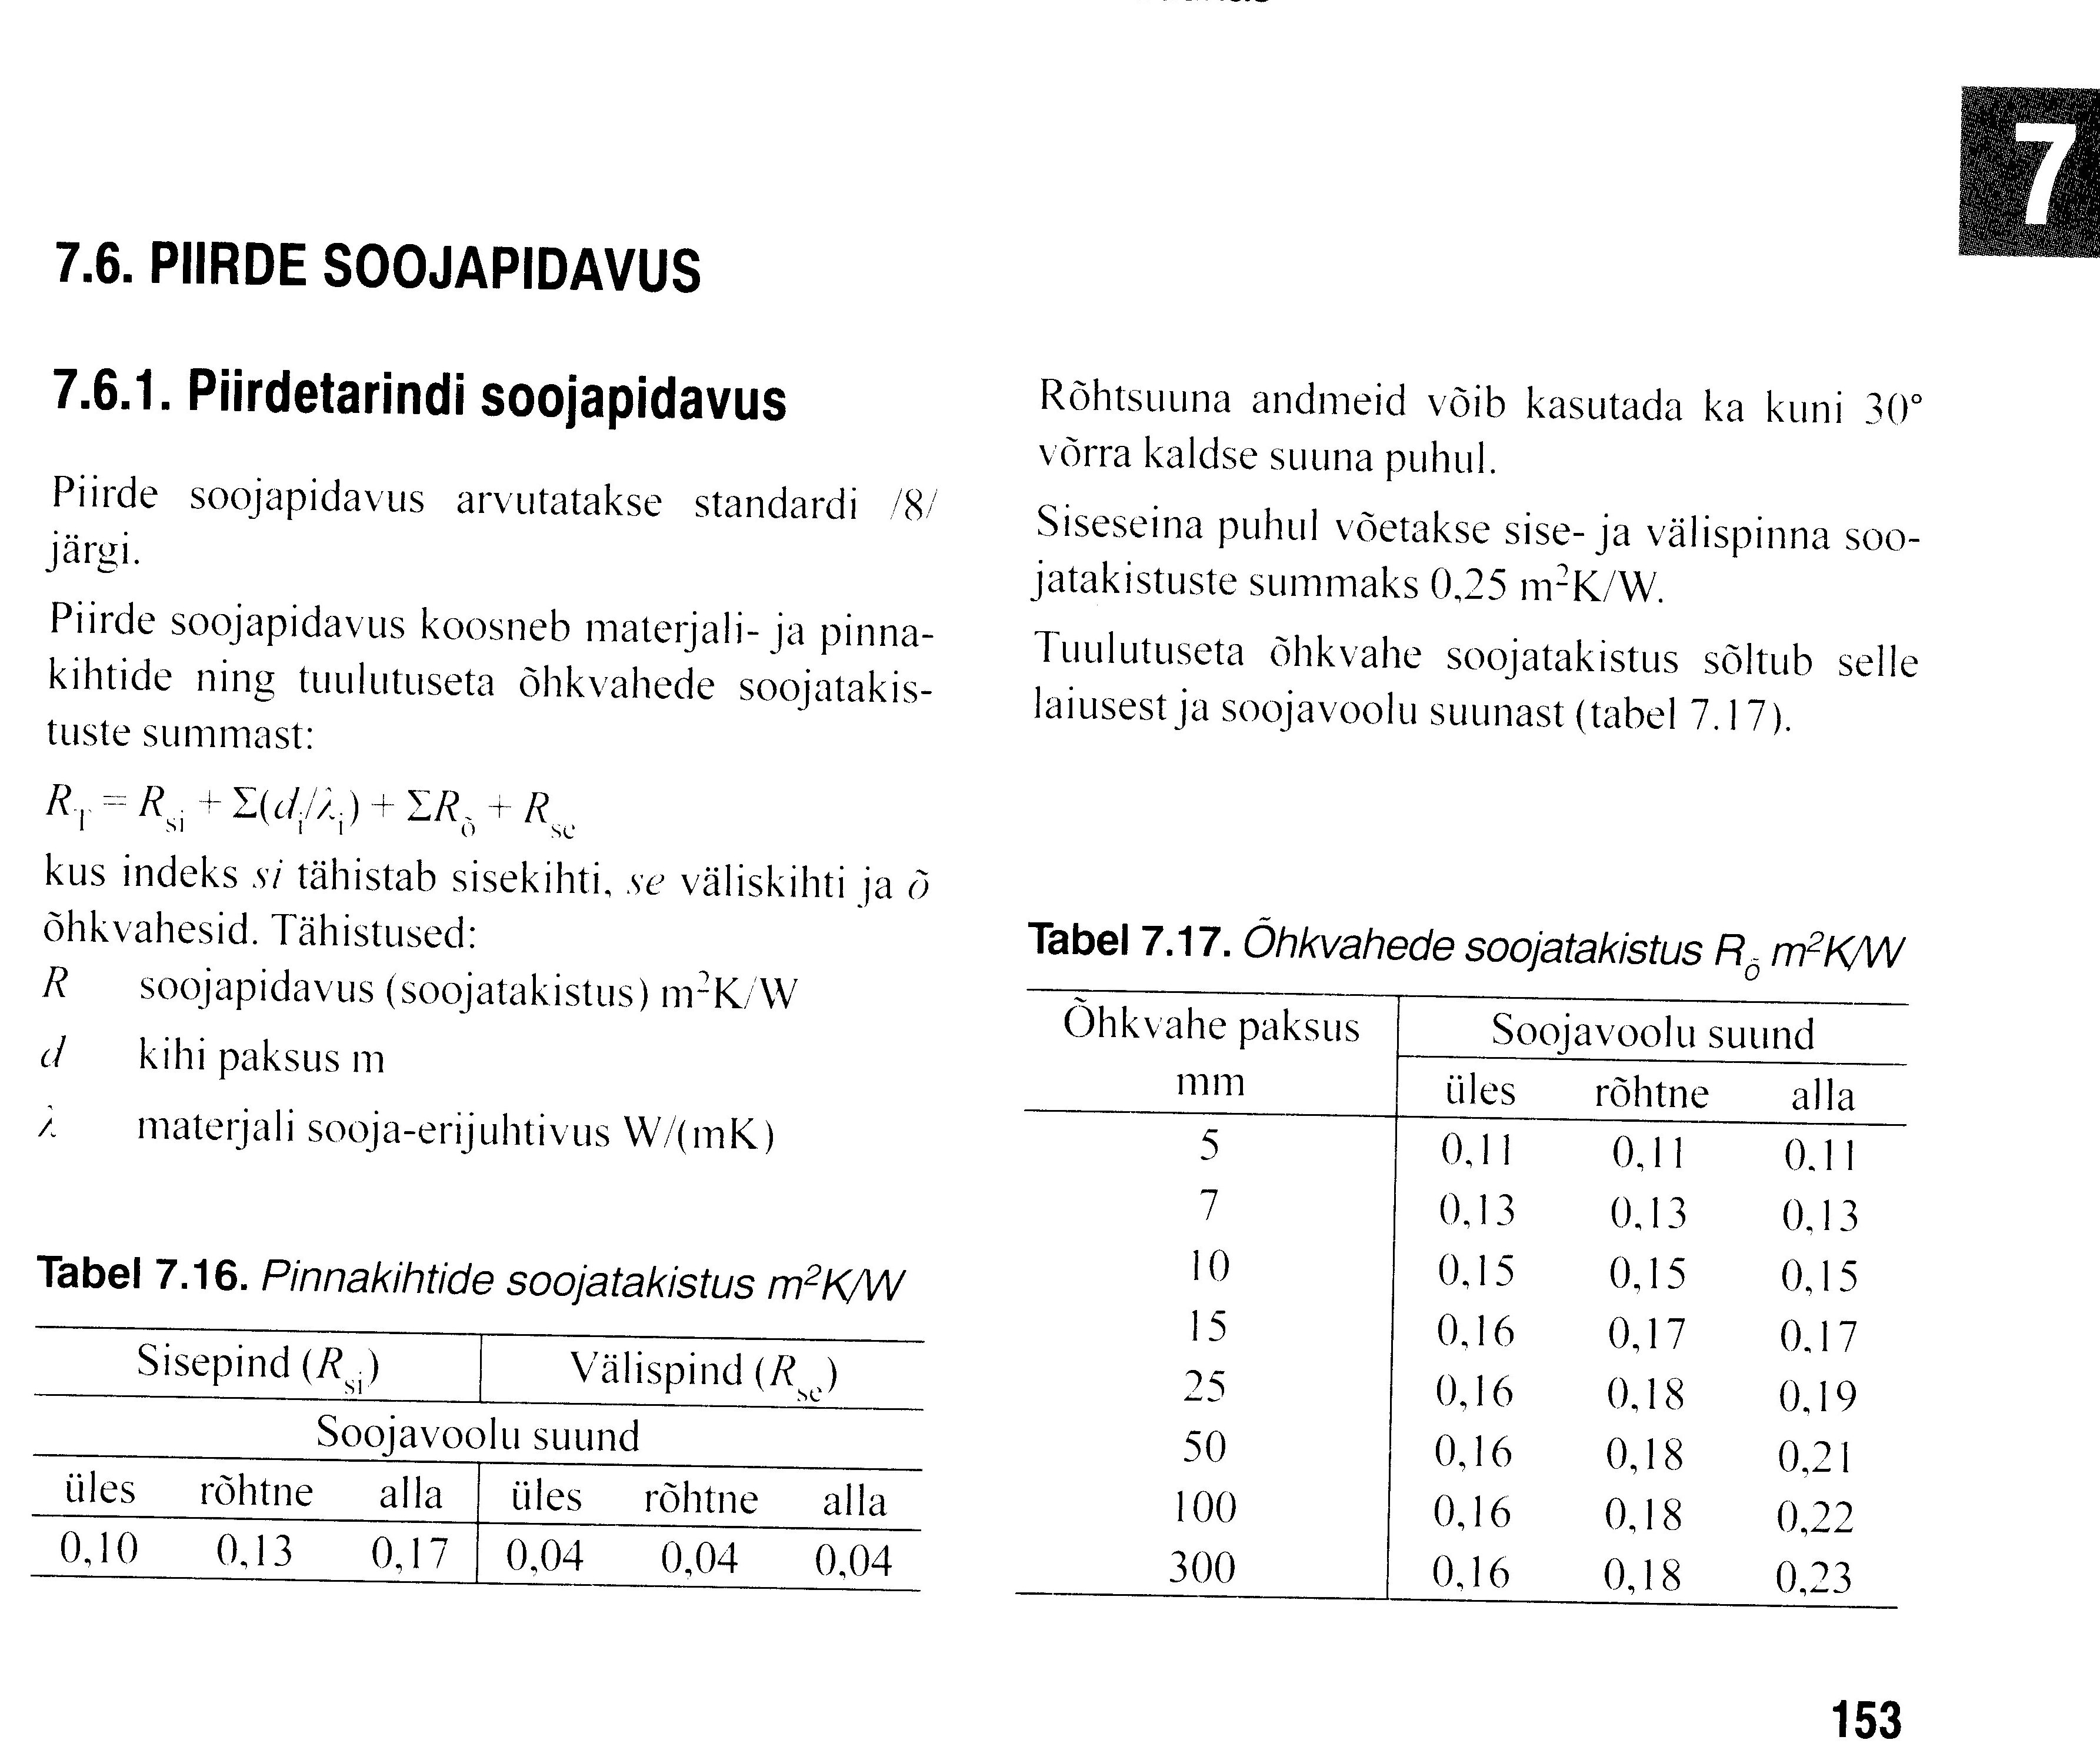 7
7.6. PIIRDE SOOJAPIDAVUS
7.6.1. Piirdetarindi soojapidavus
Piirde soojapidavus arvutatakse standardi /8/
järgi.
Piirde soojapidavus koosneb materjali- ja pinna-
kihtide ning tuulutuseta õhkvahede soojatakis-
tuste summast:
R_T = R_si + Σ(d_i/λ_i) + ΣR_õ + R_se
kus indeks si tähistab sisekihti, se väliskihti ja õ
õhkvahesid. Tähistused:
R soojapidavus (soojatakistus) m²K/W
d kihi paksus m
λ materjali sooja-erijuhtivus W/(mK)
Tabel 7.16. Pinnakihtide soojatakistus m²K/W
Sisepind (R_si) Välispind (R_se)
Soojavoolu suund
üles rõhtne alla üles rõhtne alla
0,10 0,13 0,17 0,04 0,04 0,04
Rõhtsuuna andmeid võib kasutada ka kuni 30°
võrra kaldse suuna puhul.
Siseseina puhul võetakse sise- ja välispinna soo-
jatakistuste summaks 0,25 m²K/W.
Tuulutuseta õhkvahe soojatakistus sõltub selle
laiusest ja soojavoolu suunast (tabel 7.17).
Tabel 7.17. Õhkvahede soojatakistus R_õ m²K/W
Õhkvahe paksus Soojavoolu suund
mm üles rõhtne alla
5 0,11 0,11 0,11
7 0,13 0,13 0,13
10 0,15 0,15 0,15
15 0,16 0,17 0,17
25 0,16 0,18 0,19
50 0,16 0,18 0,21
100 0,16 0,18 0,22
300 0,16 0,18 0,23
153